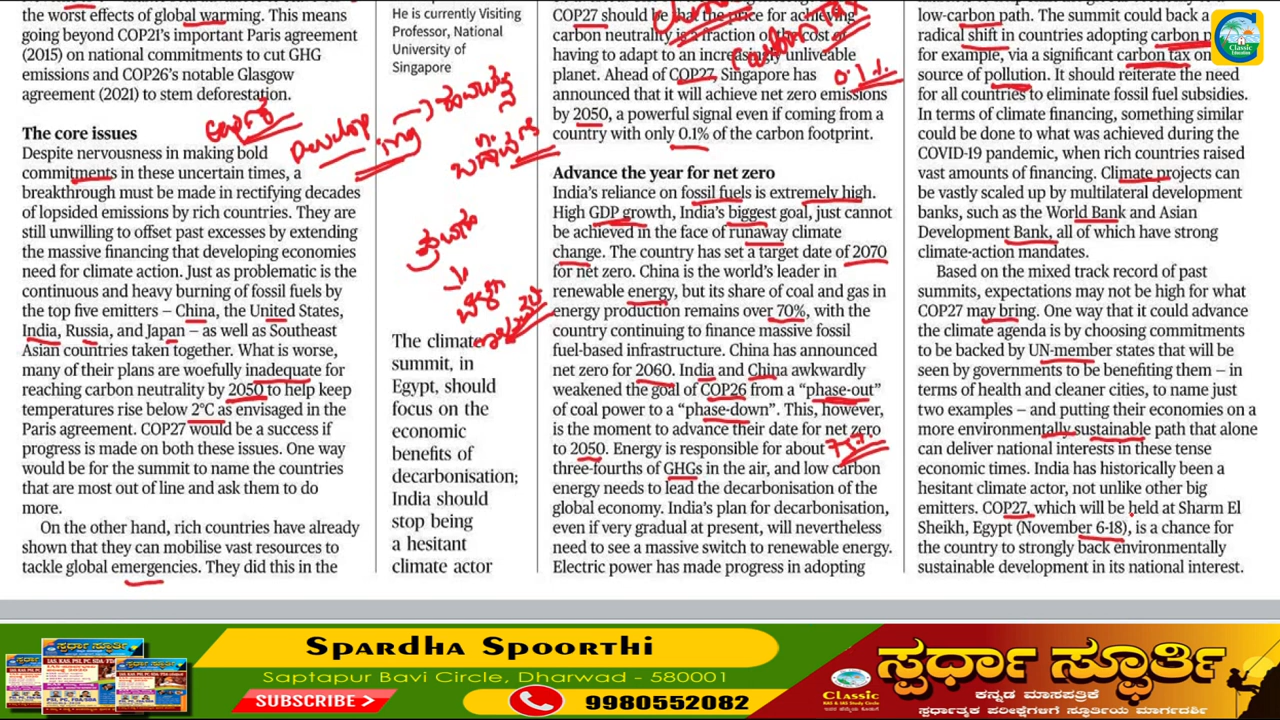 the worst effects of global warming. This means
going beyond COP21's important Paris agreement
(2015) on national commitments to cut GHG
emissions and COP26's notable Glasgow
agreement (2021) to stem deforestation.
The core issues
Despite nervousness in making bold
commitments in these uncertain times, a
breakthrough must be made in rectifying decades
of lopsided emissions by rich countries. They are
still unwilling to offset past excesses by extending
the massive financing that developing economies
need for climate action. Just as problematic is the
continuous and heavy burning of fossil fuels by
the top five emitters – China, the United States,
India, Russia, and Japan – as well as Southeast
Asian countries taken together. What is worse,
many of their plans are woefully inadequate for
reaching carbon neutrality by 2050 to help keep
temperatures rise below 2°C as envisaged in the
Paris agreement. COP27 would be a success if
progress is made on both these issues. One way
would be for the summit to name the countries
that are most out of line and ask them to do
more.
On the other hand, rich countries have already
shown that they can mobilise vast resources to
tackle global emergencies. They did this in the
He is currently Visiting
Professor, National
University of
Singapore
Develop
ing
The climate
summit, in
Egypt, should
focus on the
economic
benefits of
decarbonisation;
India should
stop being
a hesitant
climate actor
COP27 should be that the price for achieving
carbon neutrality is a fraction of the cost of
having to adapt to an increasingly unlivable
planet. Ahead of COP27, Singapore has
announced that it will achieve net zero emissions
by 2050, a powerful signal even if coming from a
country with only 0.1% of the carbon footprint.
Carbon Tax
0.1%
Advance the year for net zero
India's reliance on fossil fuels is extremely high.
High GDP growth, India's biggest goal, just cannot
be achieved in the face of runaway climate
change. The country has set a target date of 2070
for net zero. China is the world's leader in
renewable energy, but its share of coal and gas in
energy production remains over 70%, with the
country continuing to finance massive fossil
fuel-based infrastructure. China has announced
net zero for 2060. India and China awkwardly
weakened the goal of COP26 from a “phase-out”
of coal power to a “phase-down”. This, however,
is the moment to advance their date for net zero
to 2050. Energy is responsible for about
three-fourths of GHGs in the air, and low carbon
energy needs to lead the decarbonisation of the
global economy. India's plan for decarbonisation,
even if very gradual at present, will nevertheless
need to see a massive switch to renewable energy.
Electric power has made progress in adopting
low-carbon path. The summit could back a
radical shift in countries adopting carbon
for example, via a significant carbon tax on
source of pollution. It should reiterate the need
for all countries to eliminate fossil fuel subsidies.
In terms of climate financing, something similar
could be done to what was achieved during the
COVID-19 pandemic, when rich countries raised
vast amounts of financing. Climate projects can
be vastly scaled up by multilateral development
banks, such as the World Bank and Asian
Development Bank, all of which have strong
climate-action mandates.
Based on the mixed track record of past
summits, expectations may not be high for what
COP27 may bring. One way that it could advance
the climate agenda is by choosing commitments
to be backed by UN-member states that will be
seen by governments to be benefiting them – in
terms of health and cleaner cities, to name just
two examples – and putting their economies on a
more environmentally sustainable path that alone
can deliver national interests in these tense
economic times. India has historically been a
hesitant climate actor, not unlike other big
emitters. COP27, which will be held at Sharm El
Sheikh, Egypt (November 6-18), is a chance for
the country to strongly back environmentally
sustainable development in its national interest.
Classic
Education
Spardha Spoorthi
Saptapur Bavi Circle, Dharwad - 580001
SUBSCRIBE >
9980552082
Classic
ಸ್ಪರ್ಧಾ ಸ್ಫೂರ್ತಿ
ಕನ್ನಡ ಮಾಸಪತ್ರಿಕೆ
ಸ್ಪರ್ಧಾತ್ಮಕ ಪರೀಕ್ಷೆಗಳಿಗೆ ಸ್ಫೂರ್ತಿಯ ಮಾರ್ಗದರ್ಶಿ